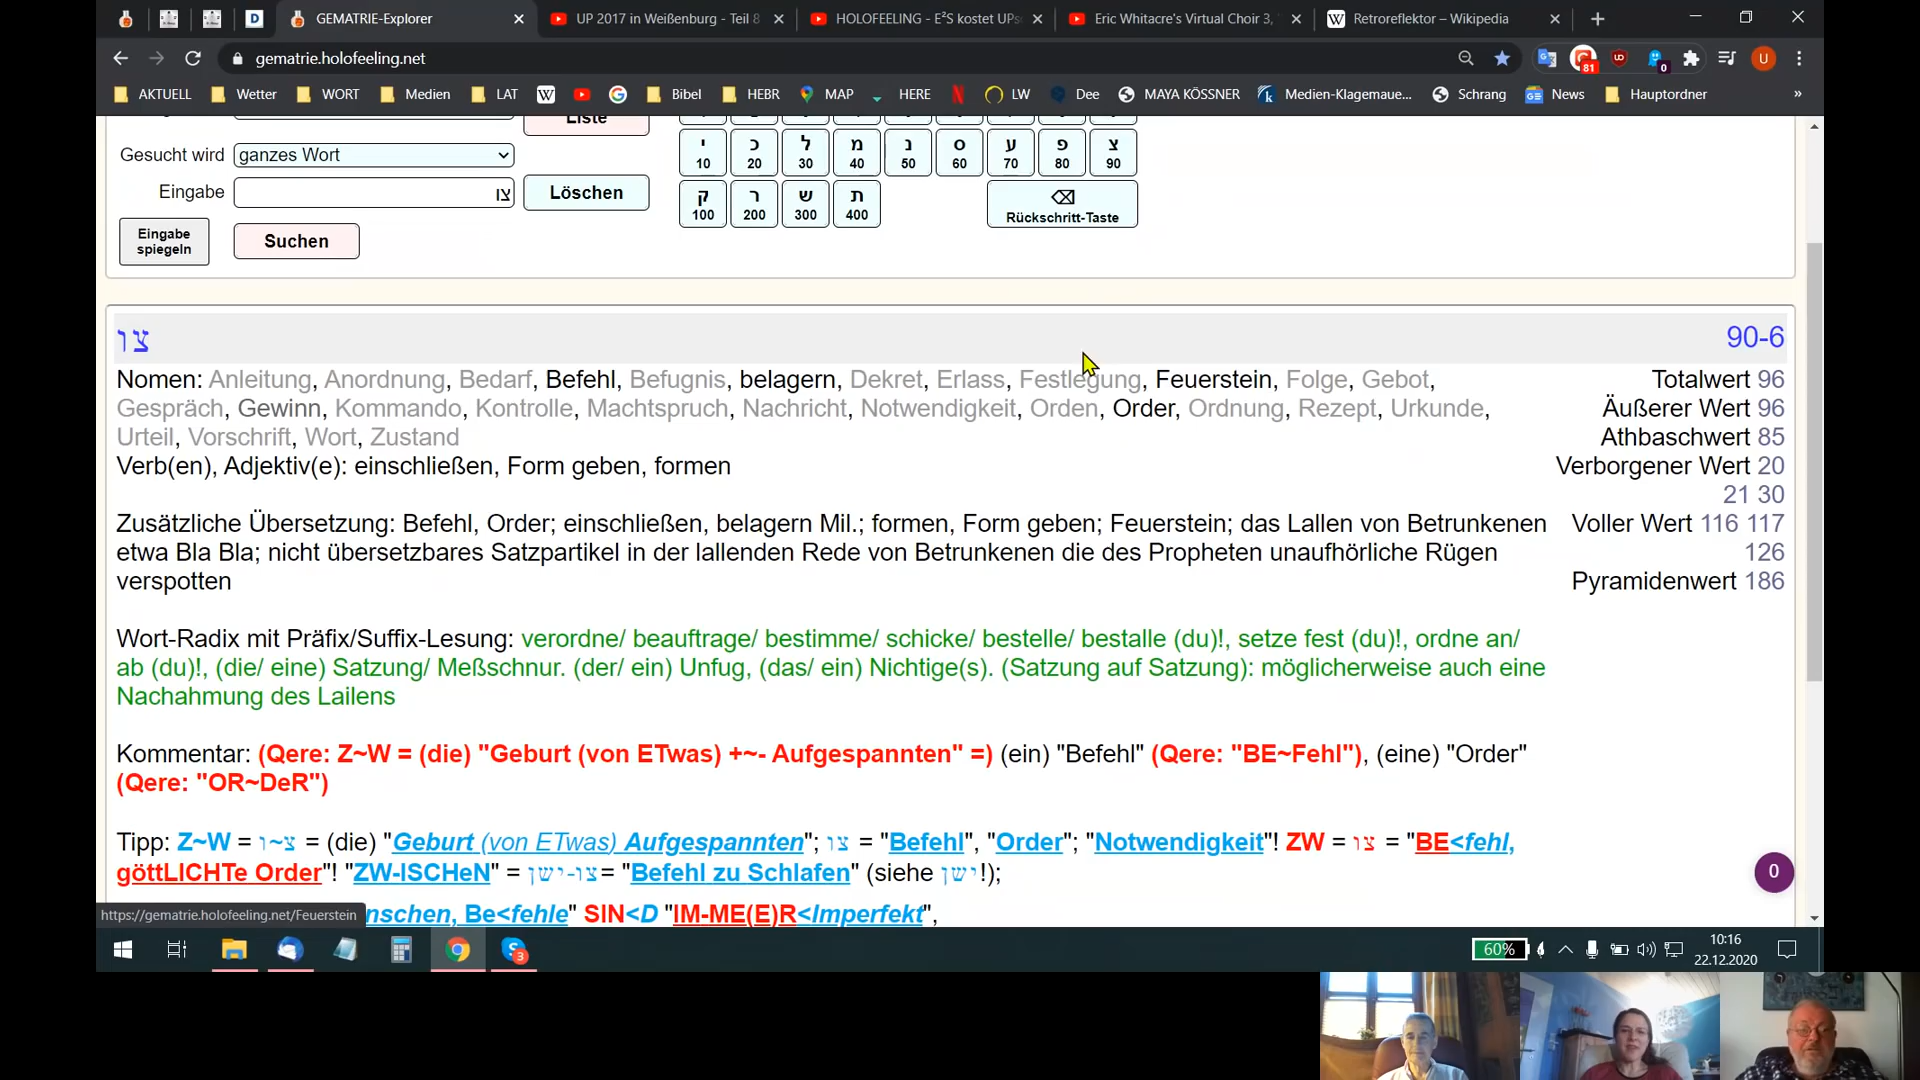 GEMATRIE-Explorer
UP 2017 in Weißenburg - Teil 8
HOLOFEELING - E²S kostet UPs
Eric Whitacre's Virtual Choir 3,
Retroreflektor – Wikipedia
gematrie.holofeeling.net
81
0
U
AKTUELL Wetter WORT Medien LAT Bibel HEBR MAP HERE LW Dee MAYA KÖSSNER Medien-Klagemaue... Schrang News Hauptordner »
Liste
Gesucht wird ganzes Wort
Eingabe צו Löschen
Eingabe spiegeln
Suchen
י כ ל מ נ ס ע פ צ
10 20 30 40 50 60 70 80 90
ק ר ש ת
100 200 300 400
Rückschritt-Taste
צו 90-6
Nomen: Anleitung, Anordnung, Bedarf, Befehl, Befugnis, belagern, Dekret, Erlass, Festlegung, Feuerstein, Folge, Gebot,
Gespräch, Gewinn, Kommando, Kontrolle, Machtspruch, Nachricht, Notwendigkeit, Orden, Order, Ordnung, Rezept, Urkunde,
Urteil, Vorschrift, Wort, Zustand
Verb(en), Adjektiv(e): einschließen, Form geben, formen
Totalwert 96
Äußerer Wert 96
Athbaschwert 85
Verborgener Wert 20
21 30
Voller Wert 116 117
126
Pyramidenwert 186
Zusätzliche Übersetzung: Befehl, Order; einschließen, belagern Mil.; formen, Form geben; Feuerstein; das Lallen von Betrunkenen
etwa Bla Bla; nicht übersetzbares Satzpartikel in der lallenden Rede von Betrunkenen die des Propheten unaufhörliche Rügen
verspotten
Wort-Radix mit Präfix/Suffix-Lesung: verordne/ beauftrage/ bestimme/ schicke/ bestelle/ bestalle (du)!, setze fest (du)!, ordne an/
ab (du)!, (die/ eine) Satzung/ Meßschnur. (der/ ein) Unfug, (das/ ein) Nichtige(s). (Satzung auf Satzung): möglicherweise auch eine
Nachahmung des Lailens
Kommentar: (Qere: Z~W = (die) "Geburt (von ETwas) +~- Aufgespannten" =) (ein) "Befehl" (Qere: "BE~Fehl"), (eine) "Order"
(Qere: "OR~DeR")
Tipp: Z~W = צ~ו = (die) "Geburt (von ETwas) Aufgespannten"; צו = "Befehl", "Order"; "Notwendigkeit"! ZW = צו = "BE<fehl,
göttLICHTe Order"! "ZW-ISCHeN" = צו-ישן= "Befehl zu Schlafen" (siehe ישן!);
nschen, Be<fehle" SIN<D "IM-ME(E)R<Imperfekt",
0
https://gematrie.holofeeling.net/Feuerstein
3
60%
10:16
22.12.2020